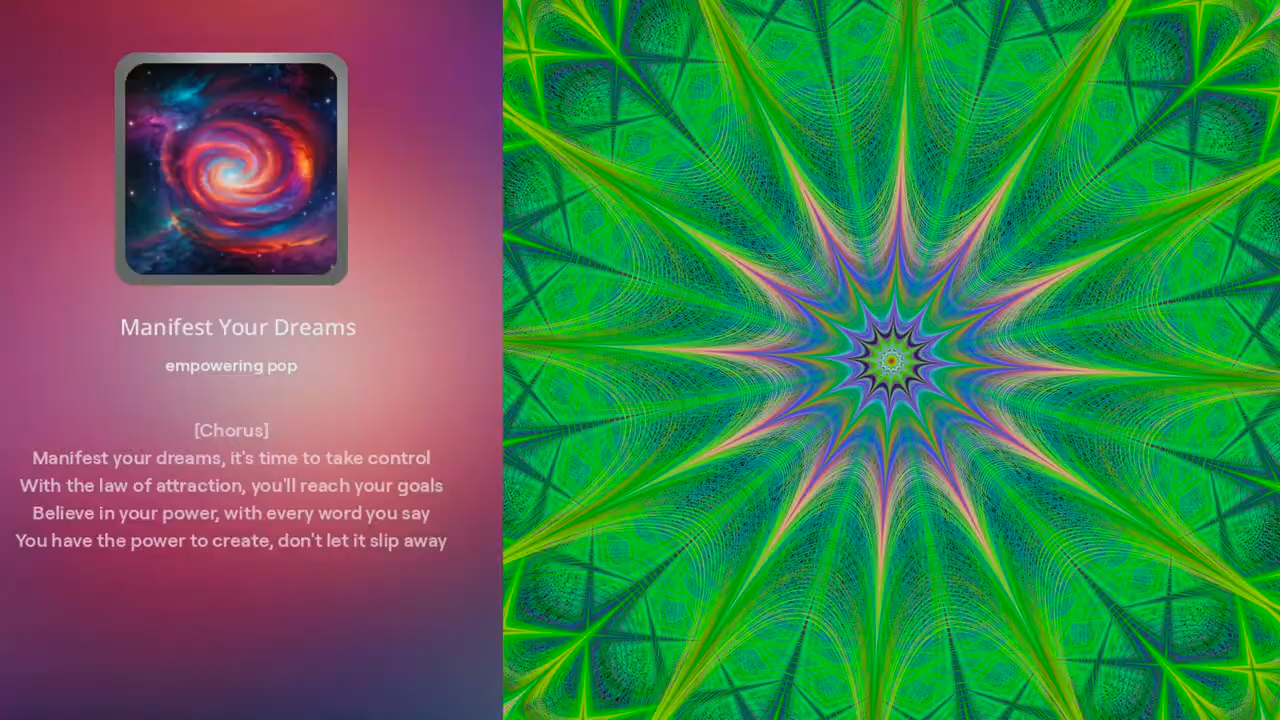 Manifest Your Dreams
empowering pop
[Chorus]
Manifest your dreams, it's time to take control
With the law of attraction, you'll reach your goals
Believe in your power, with every word you say
You have the power to create, don't let it slip away